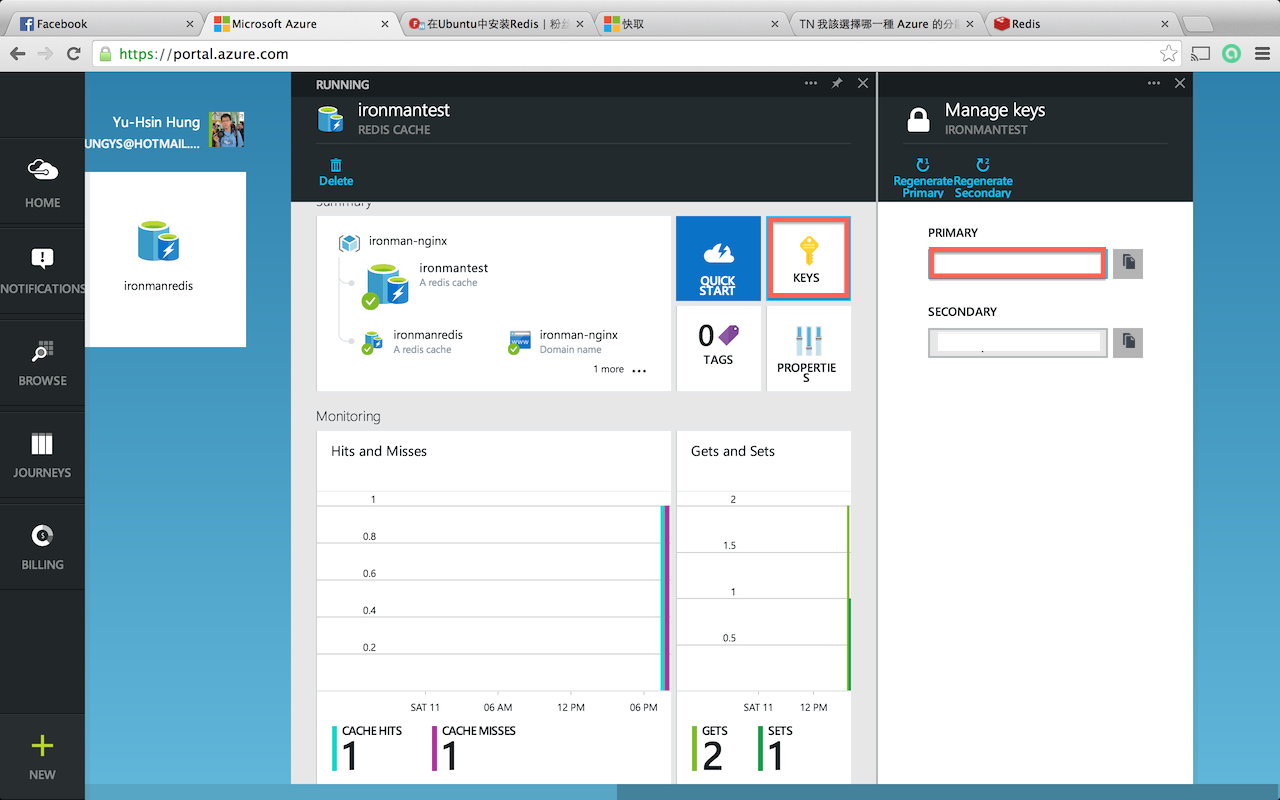 Facebook
Microsoft Azure
在Ubuntu中安裝Redis | 粉絲
快取
TN 我該選擇哪一種 Azure 的分
Redis
https://portal.azure.com
Yu-Hsin Hung
UNGYS@HOTMAIL....
ironmanredis
HOME
NOTIFICATIONS
BROWSE
JOURNEYS
BILLING
NEW
RUNNING
ironmantest
REDIS CACHE
Delete
Summary
ironman-nginx
ironmantest
A redis cache
ironmanredis
A redis cache
ironman-nginx
Domain name
1 more ...
QUICK
START
KEYS
0
TAGS
PROPERTIE
S
Monitoring
Hits and Misses
1
0.8
0.6
0.4
0.2
SAT 11
06 AM
12 PM
06 PM
CACHE HITS
1
CACHE MISSES
1
Gets and Sets
2
1.5
1
0.5
SAT 11
12 PM
GETS
2
SETS
1
Manage keys
IRONMANTEST
Regenerate
Primary
Regenerate
Secondary
PRIMARY
SECONDARY